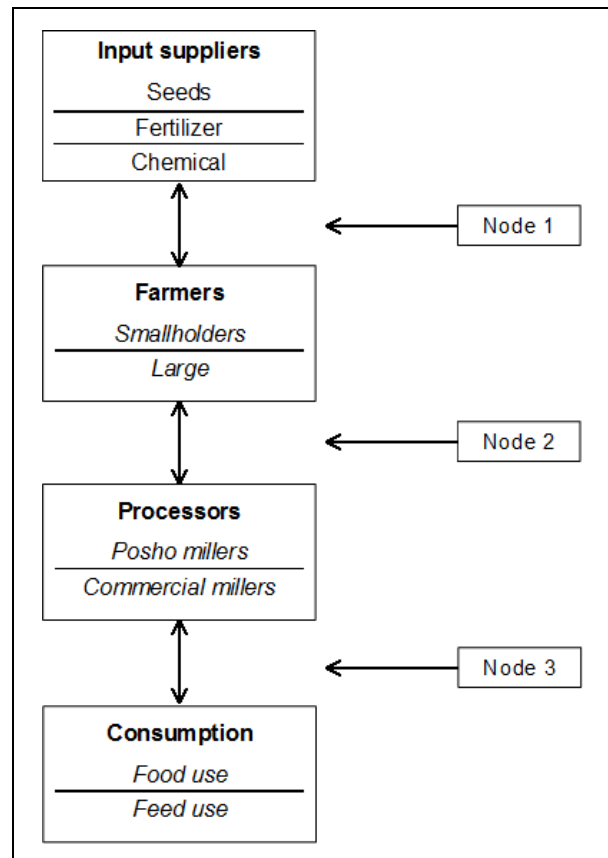 Input suppliers
Seeds
Fertilizer
Chemical
Node 1
Farmers
Smallholders
Large
Node 2
Processors
Posho millers
Commercial millers
Node 3
Consumption
Food use
Feed use